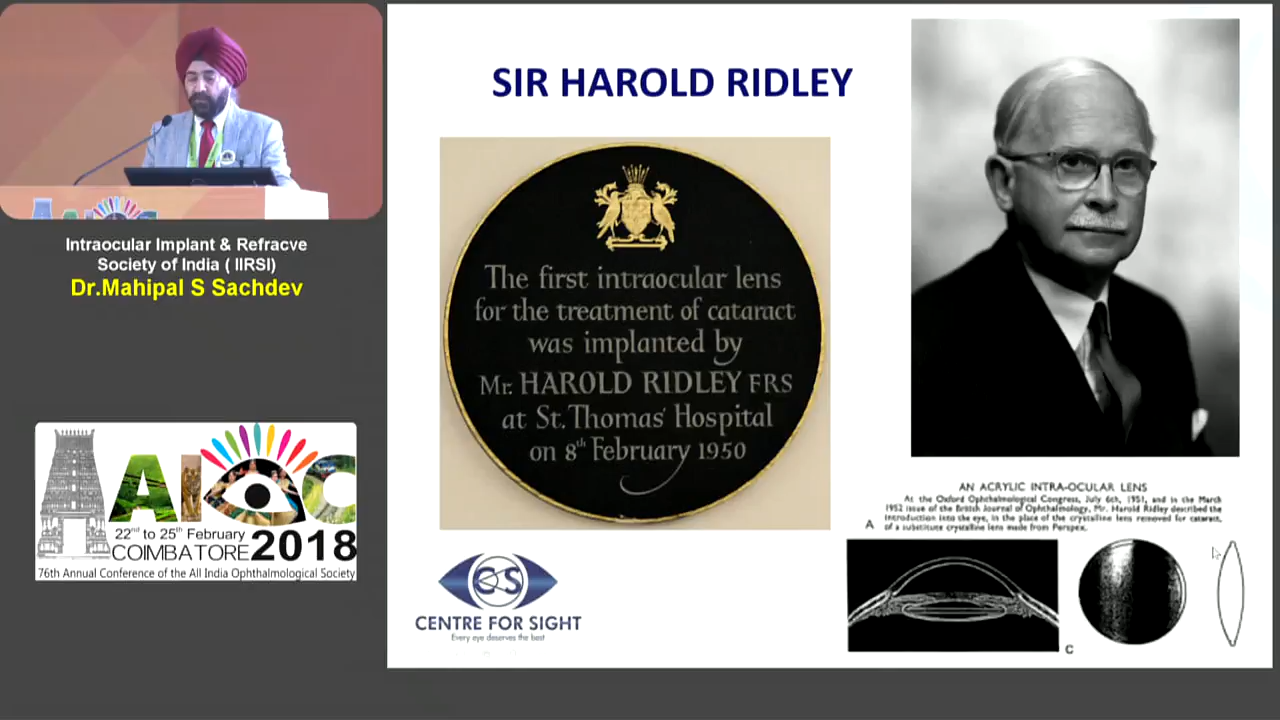 Intraocular Implant & Refracve
Society of India ( IIRSI)
Dr.Mahipal S Sachdev
AIOC
22nd to 25th February
COIMBATORE 2018
76th Annual Conference of the All India Ophthalmological Society
SIR HAROLD RIDLEY
The first intraocular lens
for the treatment of cataract
was implanted by
Mr. HAROLD RIDLEY FRS
at St. Thomas' Hospital
on 8th February 1950
CS
CENTRE FOR SIGHT
Every eye deserves the best
AN ACRYLIC INTRA-OCULAR LENS
At the Oxford Ophthalmological Congress, July 6th, 1951, and in the March
1952 issue of the British Journal of Ophthalmology, Mr. Harold Ridley described the
introduction into the eye, in the place of the crystalline lens removed for cataract,
of a substitute crystalline lens made from Perspex.
A
C